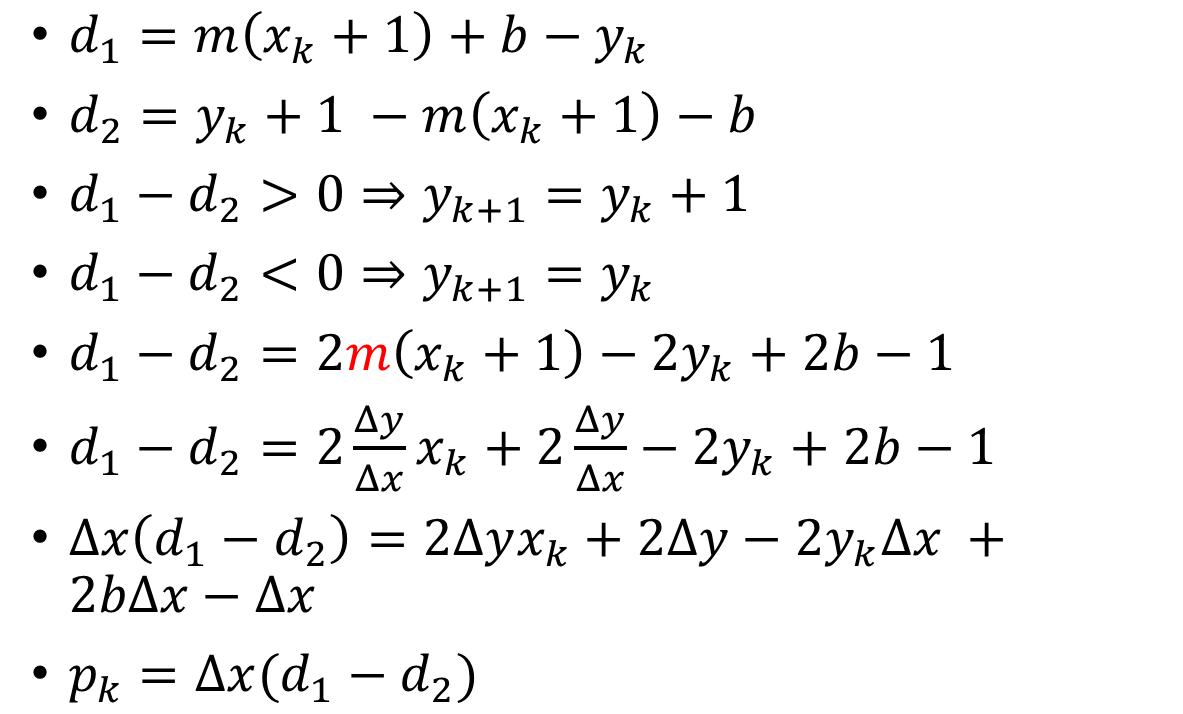 • d₁ = m(xₖ + 1) + b − yₖ
• d₂ = yₖ + 1 − m(xₖ + 1) − b
• d₁ − d₂ > 0 ⇒ yₖ₊₁ = yₖ + 1
• d₁ − d₂ < 0 ⇒ yₖ₊₁ = yₖ
• d₁ − d₂ = 2m(xₖ + 1) − 2yₖ + 2b − 1
• d₁ − d₂ = 2 Δy/Δx xₖ + 2 Δy/Δx − 2yₖ + 2b − 1
• Δx(d₁ − d₂) = 2Δyxₖ + 2Δy − 2yₖΔx +
2bΔx − Δx
• pₖ = Δx(d₁ − d₂)